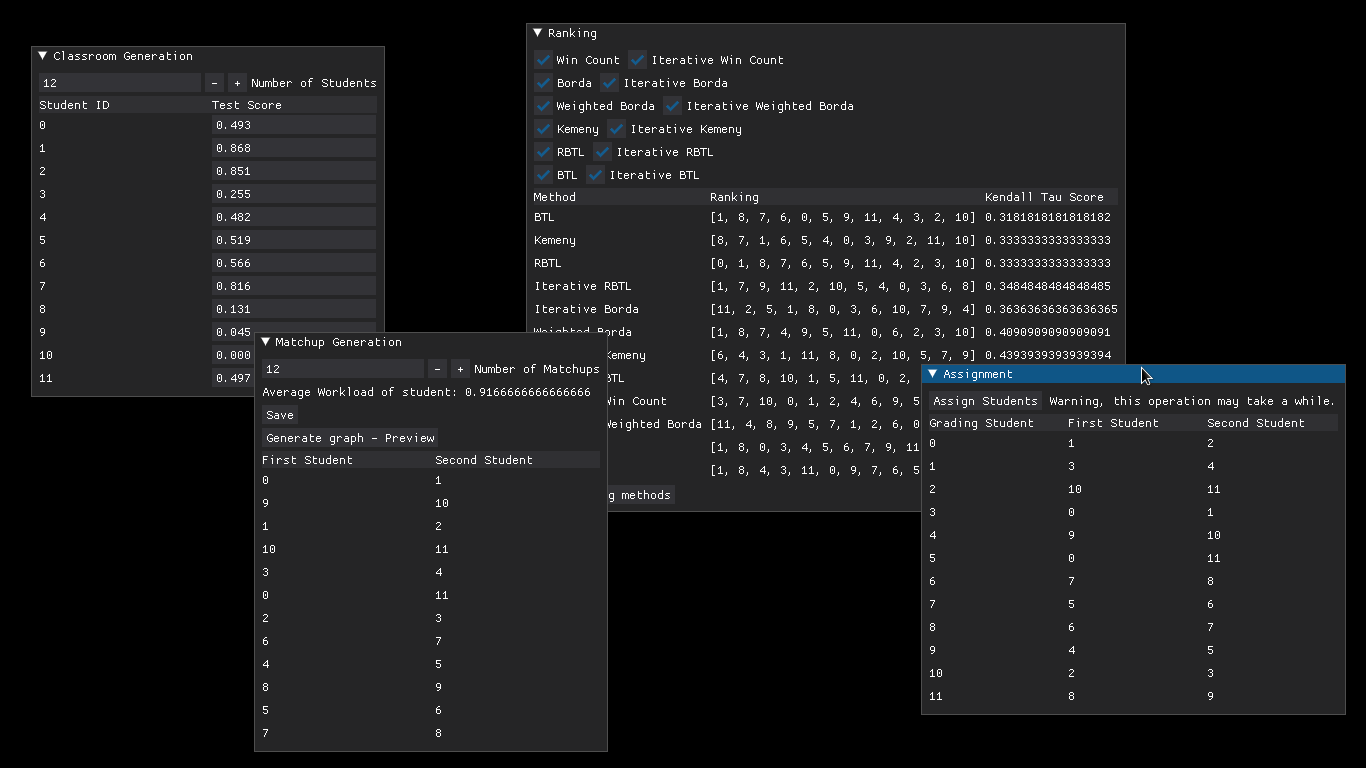 Classroom Generation
12 - + Number of Students
Student ID Test Score
0 0.493
1 0.868
2 0.851
3 0.255
4 0.482
5 0.519
6 0.566
7 0.816
8 0.131
9 0.045
10 0.000
11 0.497
Ranking
Win Count Iterative Win Count
Borda Iterative Borda
Weighted Borda Iterative Weighted Borda
Kemeny Iterative Kemeny
RBTL Iterative RBTL
BTL Iterative BTL
Method Ranking Kendall Tau Score
BTL [1, 8, 7, 6, 0, 5, 9, 11, 4, 3, 2, 10] 0.3181818181818182
Kemeny [8, 7, 1, 6, 5, 4, 0, 3, 9, 2, 11, 10] 0.3333333333333333
RBTL [0, 1, 8, 7, 6, 5, 9, 11, 4, 2, 3, 10] 0.3333333333333333
Iterative RBTL [1, 7, 9, 11, 2, 10, 5, 4, 0, 3, 6, 8] 0.3484848484848485
Iterative Borda [11, 2, 5, 1, 8, 0, 3, 6, 10, 7, 9, 4] 0.36363636363636365
Weighted Borda [1, 8, 7, 4, 9, 5, 11, 0, 6, 2, 3, 10] 0.4090909090909091
Kemeny [6, 4, 3, 1, 11, 8, 0, 2, 10, 5, 7, 9] 0.4393939393939394
BTL [4, 7, 8, 10, 1, 5, 11, 0, 2,
Win Count [3, 7, 10, 0, 1, 2, 4, 6, 9, 5
Weighted Borda [11, 4, 8, 9, 5, 7, 1, 2, 6, 0
[1, 8, 0, 3, 4, 5, 6, 7, 9, 11
[1, 8, 4, 3, 11, 0, 9, 7, 6, 5
g methods
Matchup Generation
12 - + Number of Matchups
Average Workload of student: 0.9166666666666666
Save
Generate graph - Preview
First Student Second Student
0 1
9 10
1 2
10 11
3 4
0 11
2 3
6 7
4 5
8 9
5 6
7 8
Assignment
Assign Students Warning, this operation may take a while.
Grading Student First Student Second Student
0 1 2
1 3 4
2 10 11
3 0 1
4 9 10
5 0 11
6 7 8
7 5 6
8 6 7
9 4 5
10 2 3
11 8 9